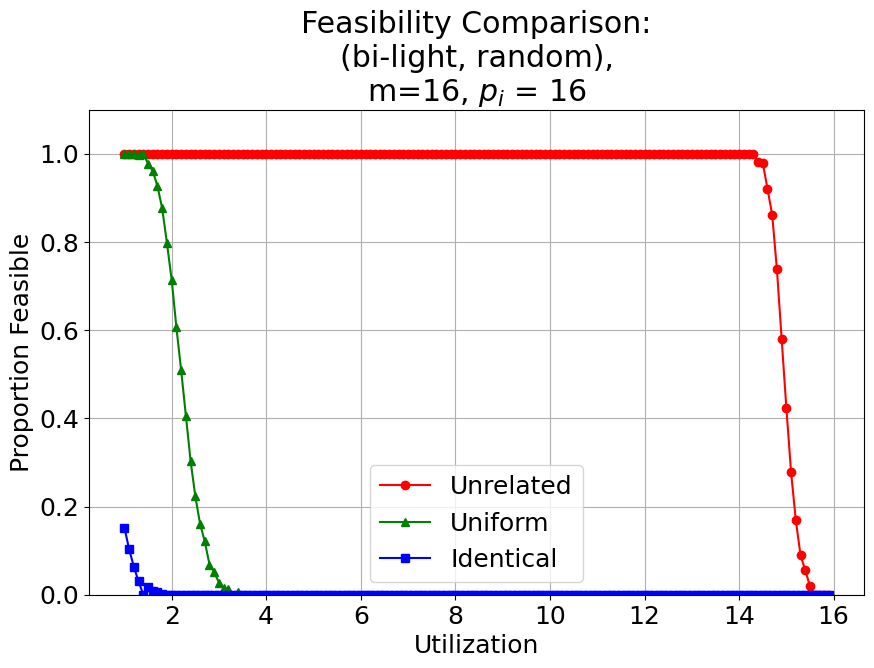 Feasibility Comparison:
(bi-light, random),
m=16, p_i = 16
Proportion Feasible
1.0
0.8
0.6
0.4
0.2
0.0
Unrelated
Uniform
Identical
2 4 6 8 10 12 14 16
Utilization